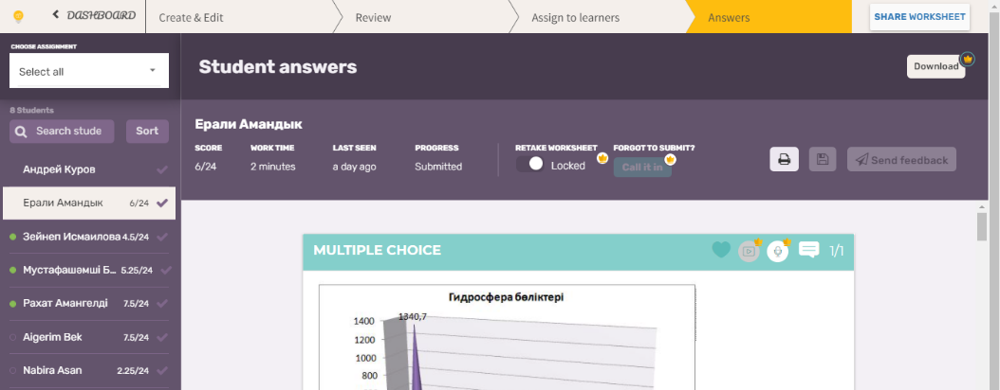 DASHBOARD
Create & Edit
Review
Assign to learners
Answers
SHARE WORKSHEET
CHOOSE ASSIGNMENT
Select all
8 Students
Search stude
Sort
Андрей Куров
Ерали Амандык 6/24
Зейнеп Исмаилова 4.5/24
Мустафашәмші Б... 5.25/24
Рахат Амангелді 7.5/24
Aigerim Bek 7.5/24
Nabira Asan 2.25/24
Student answers
Download
Ерали Амандык
SCORE WORK TIME LAST SEEN PROGRESS RETAKE WORKSHEET FORGOT TO SUBMIT?
6/24 2 minutes a day ago Submitted Locked Call it in
Send feedback
MULTIPLE CHOICE 1/1
Гидросфера бөліктері
1340,7
1400
1200
1000
800